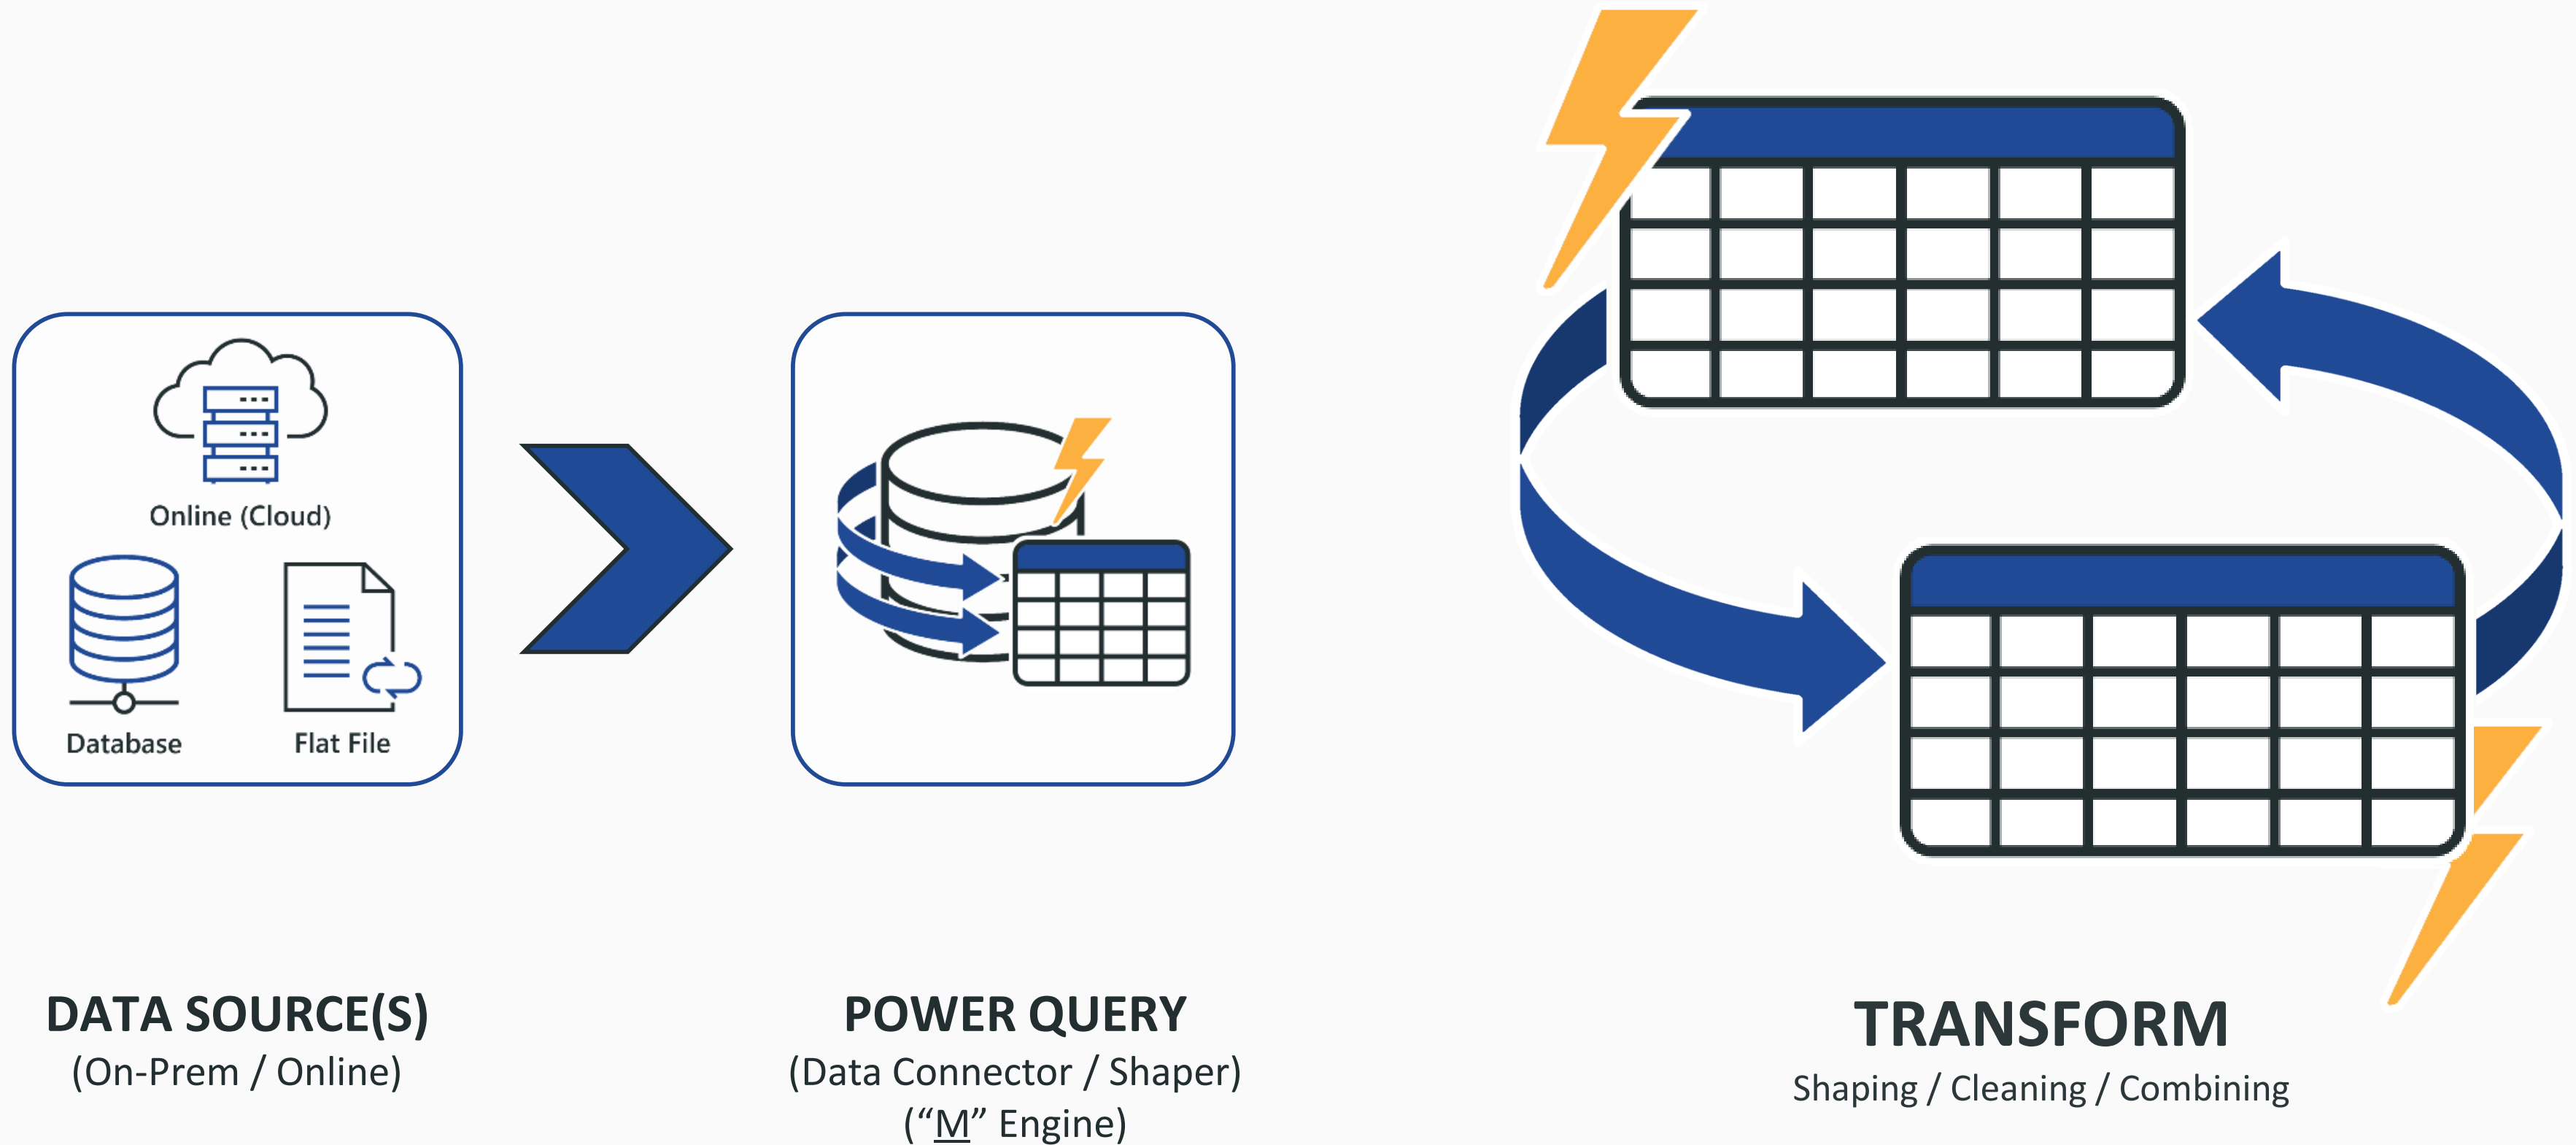 Online (Cloud)
Database
Flat File
DATA SOURCE(S)
(On-Prem / Online)
POWER QUERY
(Data Connector / Shaper)
(“M” Engine)
TRANSFORM
Shaping / Cleaning / Combining